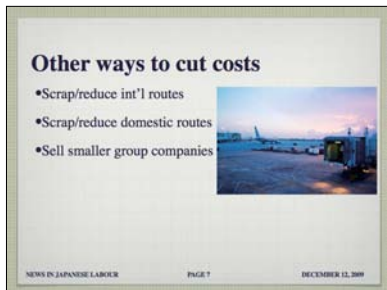 Other ways to cut costs
•Scrap/reduce int'l routes
•Scrap/reduce domestic routes
•Sell smaller group companies
NEWS IN JAPANESE LABOUR PAGE 7 DECEMBER 12, 2009